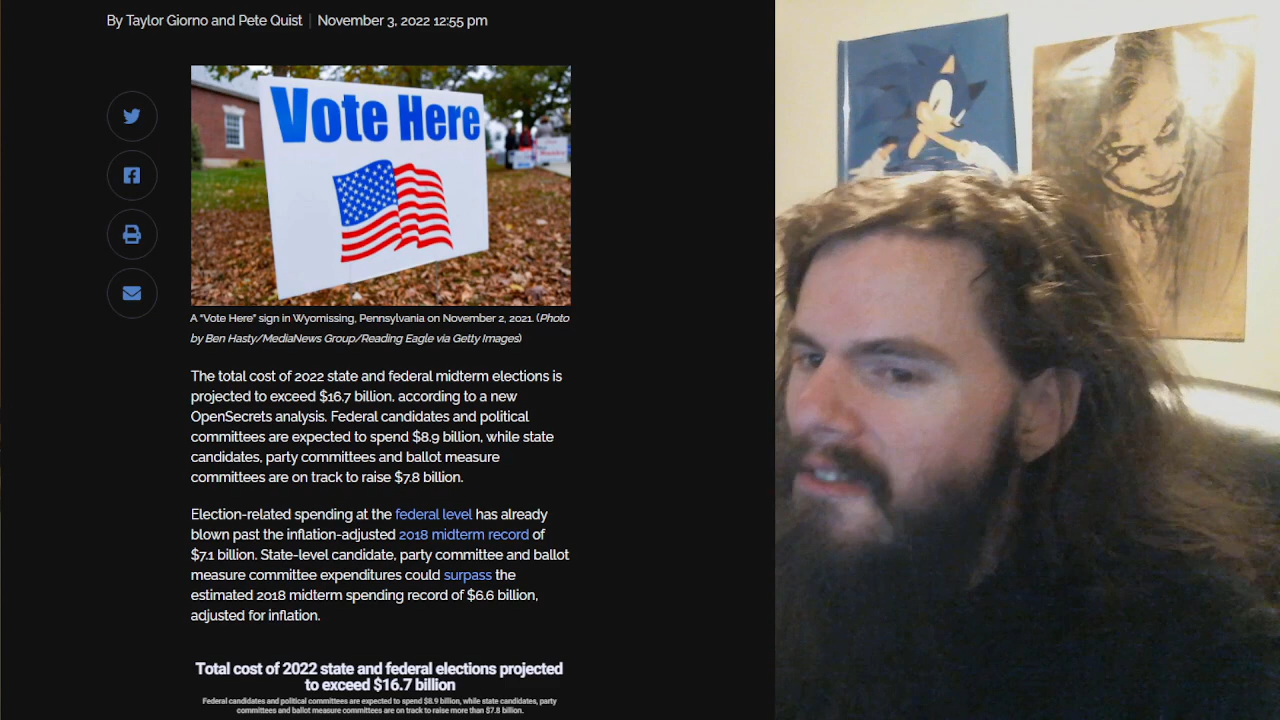 By Taylor Giorno and Pete Quist | November 3, 2022 12:55 pm
Vote Here
A "Vote Here" sign in Wyomissing, Pennsylvania on November 2, 2021. (Photo
by Ben Hasty/MediaNews Group/Reading Eagle via Getty Images)
The total cost of 2022 state and federal midterm elections is
projected to exceed $16.7 billion, according to a new
OpenSecrets analysis. Federal candidates and political
committees are expected to spend $8.9 billion, while state
candidates, party committees and ballot measure
committees are on track to raise $7.8 billion.
Election-related spending at the federal level has already
blown past the inflation-adjusted 2018 midterm record of
$7.1 billion. State-level candidate, party committee and ballot
measure committee expenditures could surpass the
estimated 2018 midterm spending record of $6.6 billion,
adjusted for inflation.
Total cost of 2022 state and federal elections projected
to exceed $16.7 billion
Federal candidates and political committees are expected to spend $8.9 billion, while state candidates, party
committees and ballot measure committees are on track to raise more than $7.8 billion.